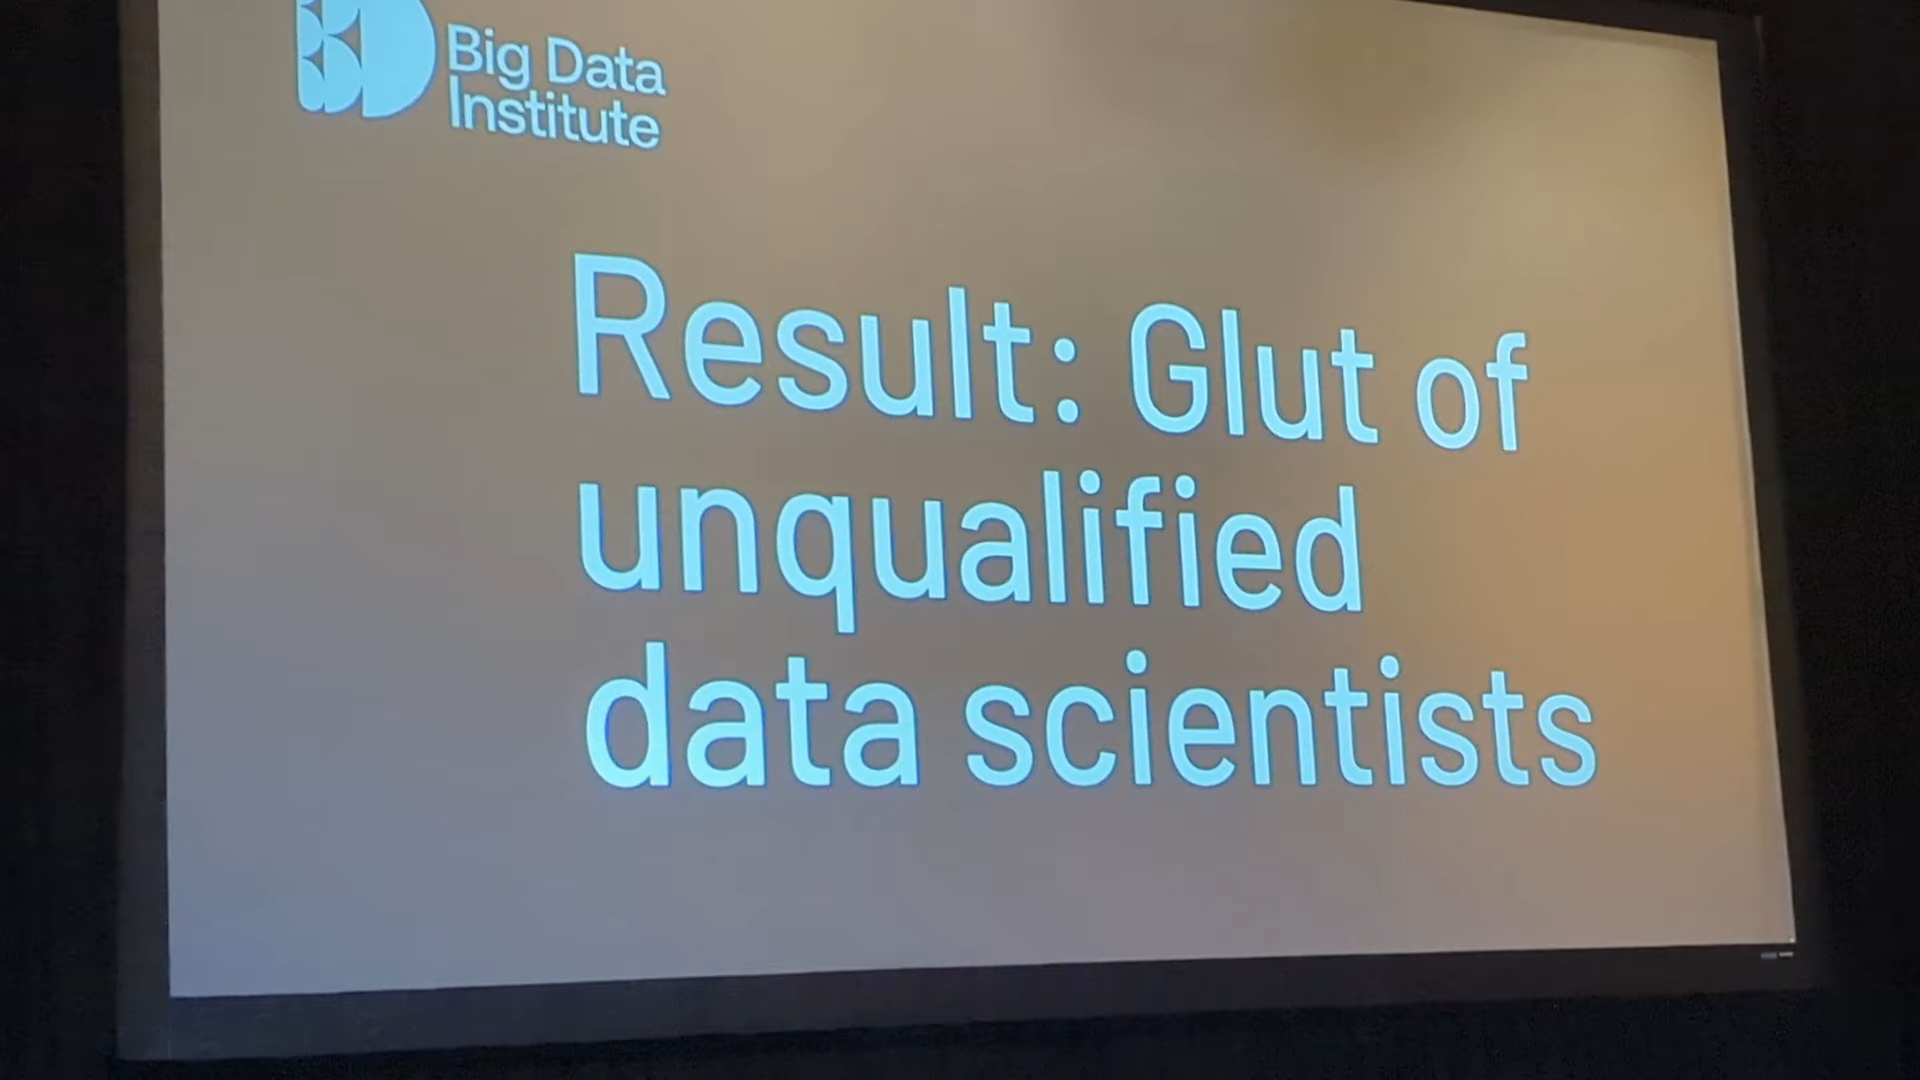 Big Data
Institute
Result: Glut of
unqualified
data scientists